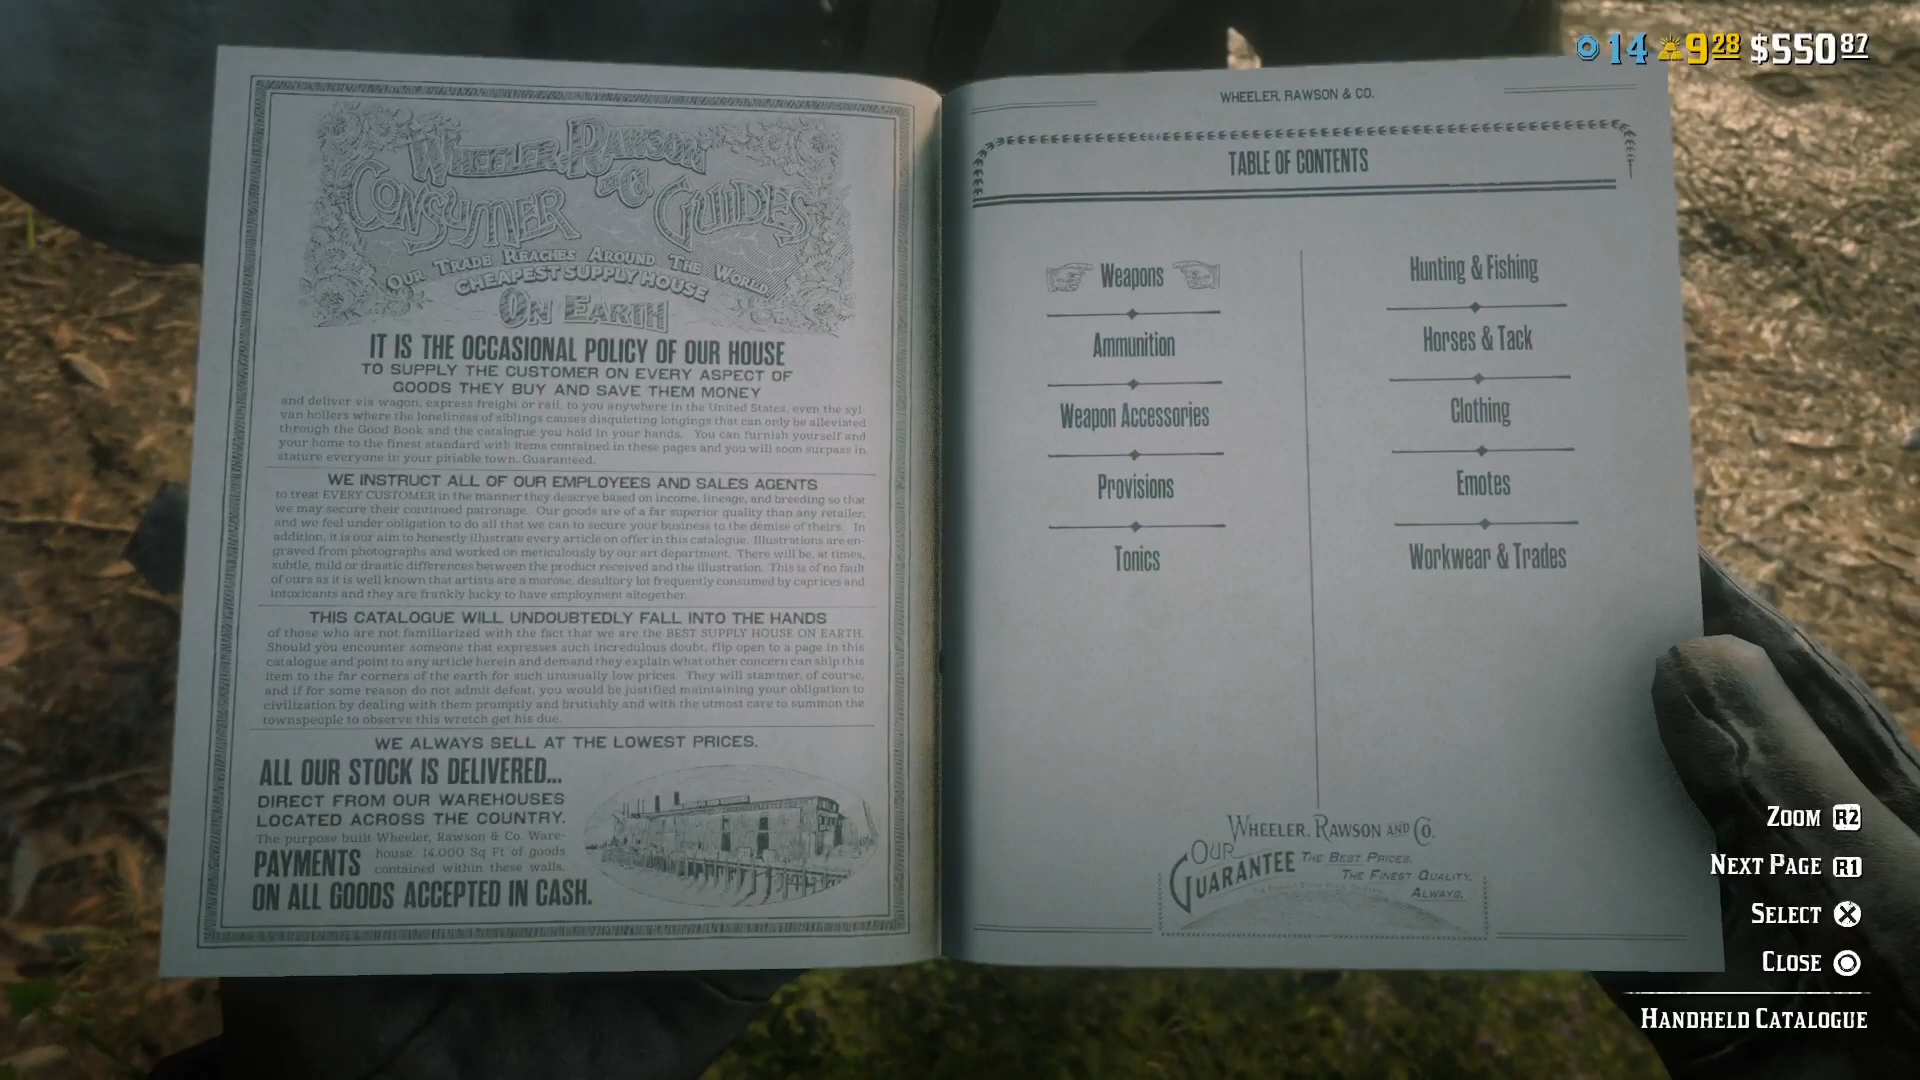 14 9 28 $550 87
WHEELER, RAWSON
AND CO.
CONSUMER GUIDES
OUR TRADE REACHES AROUND THE WORLD
CHEAPEST SUPPLY HOUSE
ON EARTH
IT IS THE OCCASIONAL POLICY OF OUR HOUSE
TO SUPPLY THE CUSTOMER ON EVERY ASPECT OF
GOODS THEY BUY AND SAVE THEM MONEY
and deliver via wagon, express freight or rail, to you anywhere in the United States, even the syl-
van hollers where the loneliness of siblings causes disquieting longings that can only be alleviated
through the Good Book and the catalogue you hold in your hands. You can furnish yourself and
your home to the finest standard with items contained in these pages and you will soon surpass in
stature everyone in your pitiable town. Guaranteed.
WE INSTRUCT ALL OF OUR EMPLOYEES AND SALES AGENTS
to treat EVERY CUSTOMER in the manner they deserve based on income, lineage, and breeding so that
we may secure their continued patronage. Our goods are of a far superior quality than any retailer,
and we feel under obligation to do all that we can to secure your business to the demise of theirs. In
addition, it is our aim to honestly illustrate every article on offer in this catalogue. Illustrations are en-
graved from photographs and worked on meticulously by our art department. There will be, at times,
subtle, mild or drastic differences between the product received and the illustration. This is of no fault
of ours as it is well known that artists are a morose, desultory lot frequently consumed by caprices and
intoxicants and they are frankly lucky to have employment altogether.
THIS CATALOGUE WILL UNDOUBTEDLY FALL INTO THE HANDS
of those who are not familiarized with the fact that we are the BEST SUPPLY HOUSE ON EARTH.
Should you encounter someone that expresses such incredulous doubt, flip open to a page in this
catalogue and point to any article herein and demand they explain what other concern can ship this
item to the far corners of the earth for such unusually low prices. They will stammer, of course,
and if for some reason do not admit defeat, you would be justified maintaining your obligation to
civilization by dealing with them promptly and brutishly and with the utmost care to summon the
townspeople to observe this wretch get his due.
WE ALWAYS SELL AT THE LOWEST PRICES.
ALL OUR STOCK IS DELIVERED...
DIRECT FROM OUR WAREHOUSES
LOCATED ACROSS THE COUNTRY.
The purpose built Wheeler, Rawson & Co. Ware-
house. 14,000 Sq Ft of goods
contained within these walls.
PAYMENTS
ON ALL GOODS ACCEPTED IN CASH.
WHEELER, RAWSON & CO.
TABLE OF CONTENTS
Weapons
Ammunition
Weapon Accessories
Provisions
Tonics
Hunting & Fishing
Horses & Tack
Clothing
Emotes
Workwear & Trades
WHEELER, RAWSON AND CO.
OUR
GUARANTEE
THE BEST PRICES.
THE FINEST QUALITY.
ALWAYS.
ZOOM R2
NEXT PAGE R1
SELECT
CLOSE
HANDHELD CATALOGUE